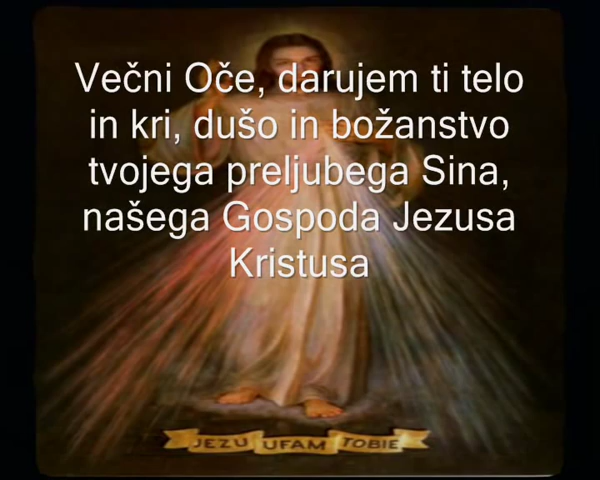 Večni Oče, darujem ti telo
in kri, dušo in božanstvo
tvojega preljubega Sina,
našega Gospoda Jezusa
Kristusa
JEZU UFAM TOBIE